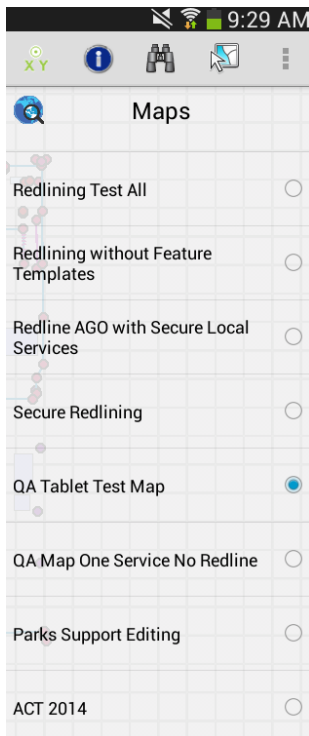 9:29 AM
X Y
Maps
Redlining Test All
Redlining without Feature
Templates
Redline AGO with Secure Local
Services
Secure Redlining
QA Tablet Test Map
QA Map One Service No Redline
Parks Support Editing
ACT 2014